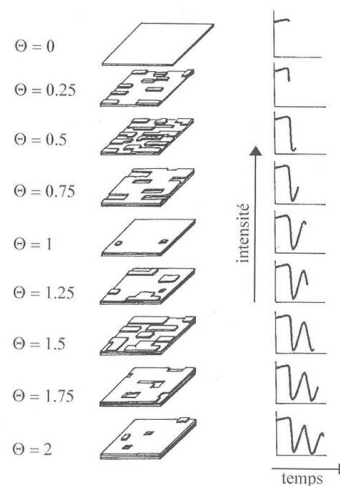 Θ = 0
Θ = 0.25
Θ = 0.5
Θ = 0.75
Θ = 1
Θ = 1.25
Θ = 1.5
Θ = 1.75
Θ = 2
intensité
temps